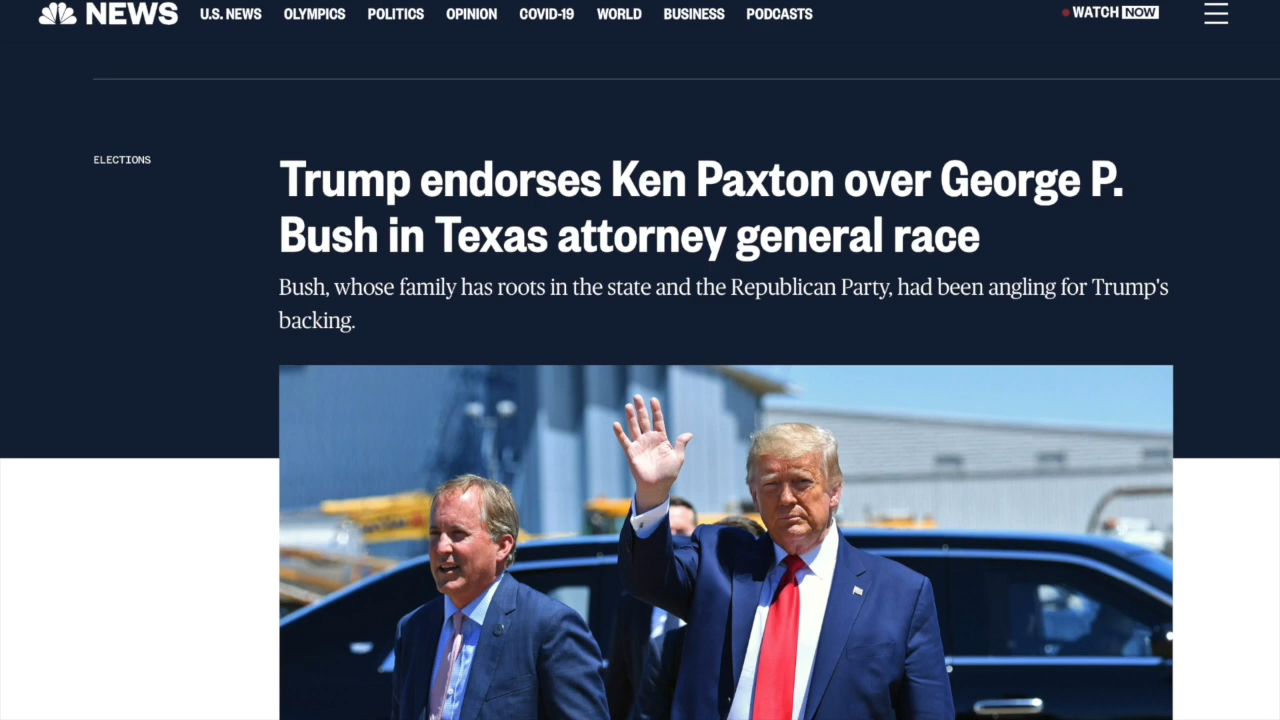 NEWS U.S. NEWS OLYMPICS POLITICS OPINION COVID-19 WORLD BUSINESS PODCASTS WATCH NOW
ELECTIONS
Trump endorses Ken Paxton over George P.
Bush in Texas attorney general race
Bush, whose family has roots in the state and the Republican Party, had been angling for Trump's
backing.